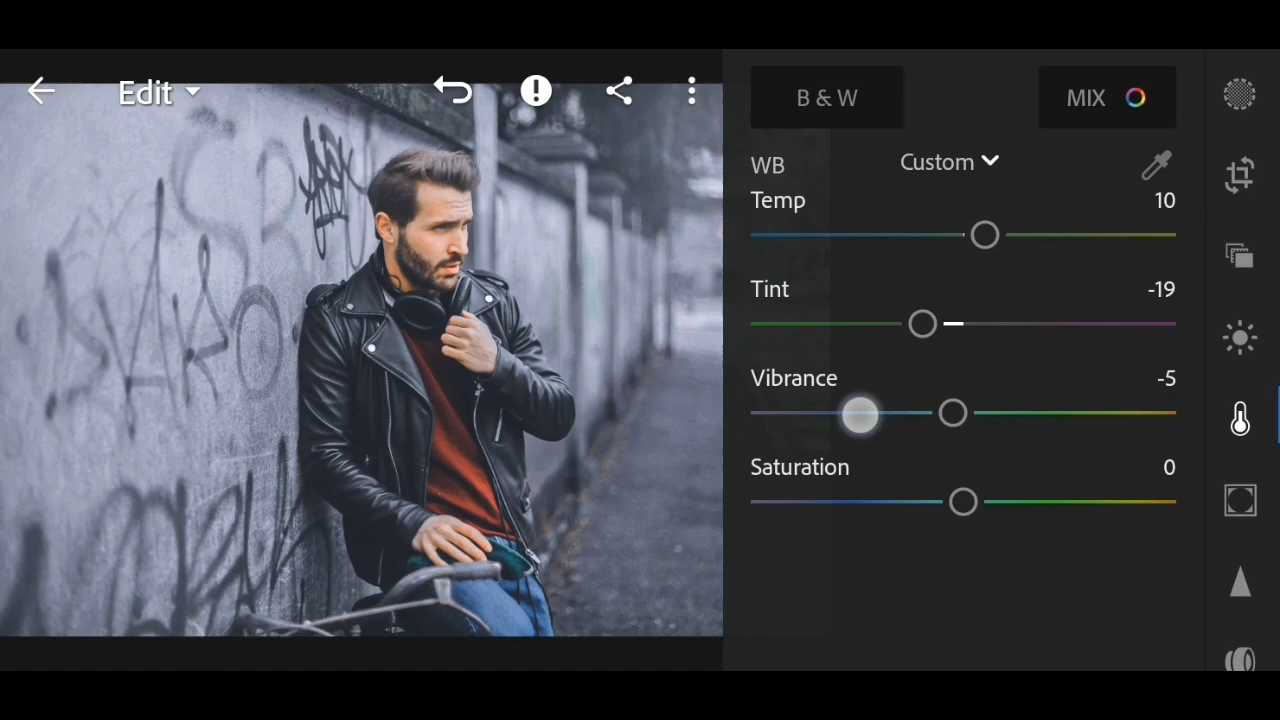 Edit
B & W
MIX
WB
Custom
Temp
10
Tint
-19
Vibrance
-5
Saturation
0